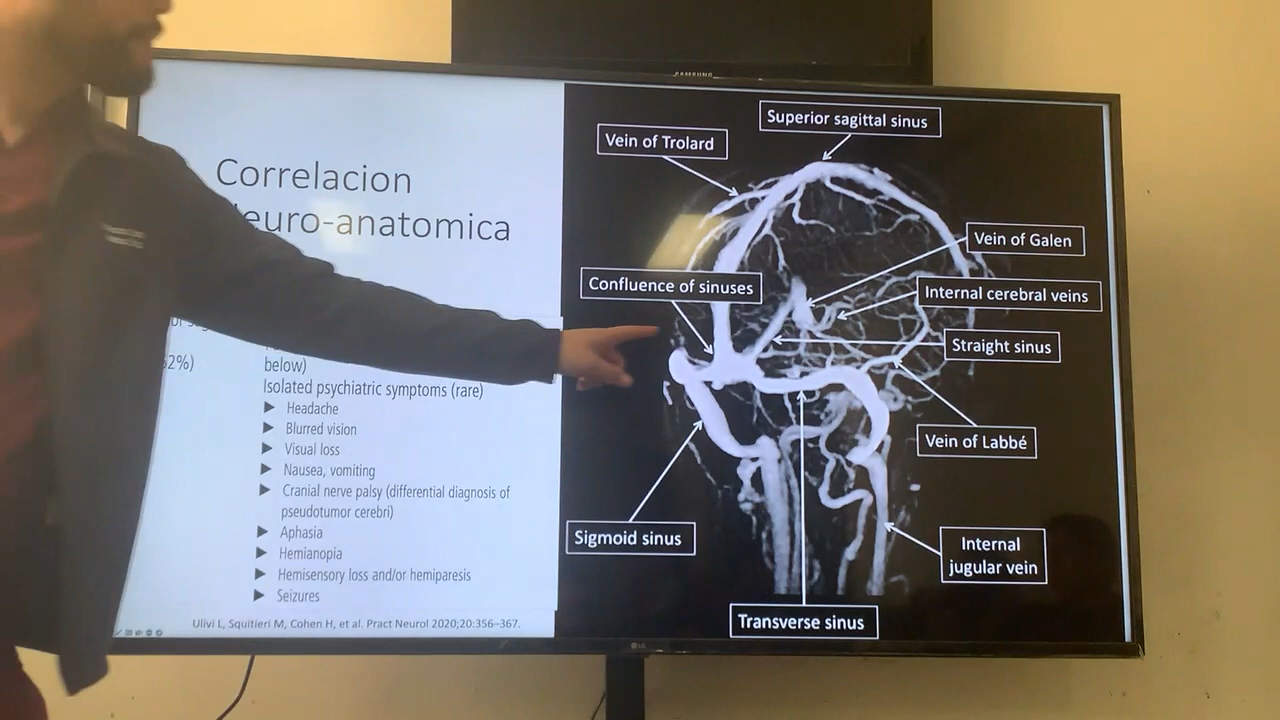 SAMSUNG
Correlacion
euro-anatomica
below)
Isolated psychiatric symptoms (rare)
Headache
Blurred vision
Visual loss
Nausea, vomiting
Cranial nerve palsy (differential diagnosis of
pseudotumor cerebri)
Aphasia
Hemianopia
Hemisensory loss and/or hemiparesis
Seizures
Ulivi L, Squitieri M, Cohen H, et al. Pract Neurol 2020;20:356–367.
Superior sagittal sinus
Vein of Trolard
Vein of Galen
Confluence of sinuses
Internal cerebral veins
Straight sinus
Vein of Labbé
Sigmoid sinus
Internal
jugular vein
Transverse sinus
LG